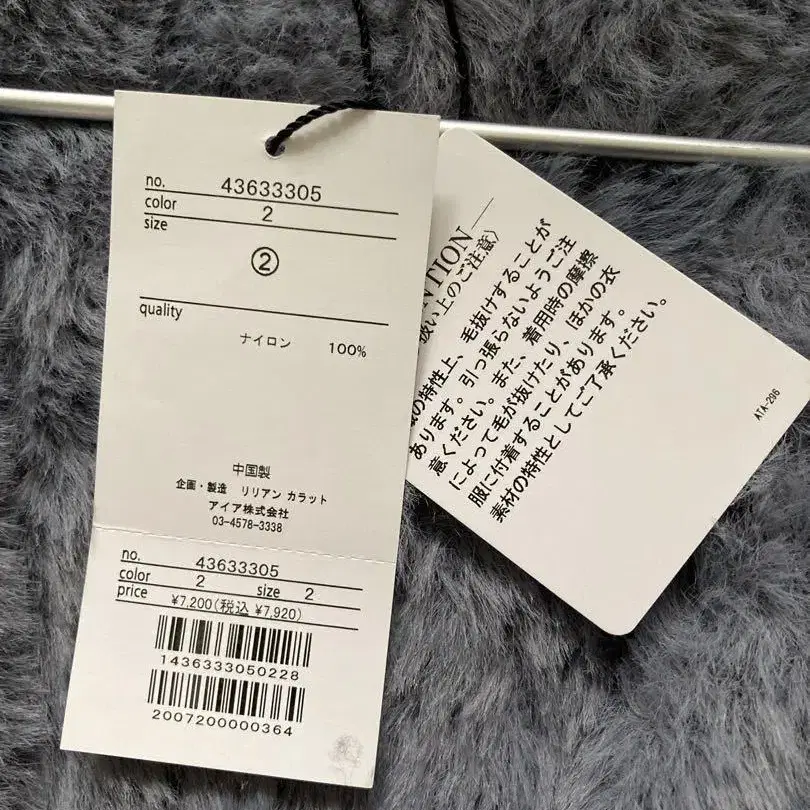 no. 43633305
color 2
size
②
quality
ナイロン 100%
中国製
企画・製造 リリアン カラット
アイア株式会社
03-4578-3338
no. 43633305
color 2 size 2
price ¥7,200(税込 ¥7,920)
1436333050228
2007200000364
NTION
扱い上のご注意〉
の特性上、毛抜けすることが
あります。引っ張らないようご注
意ください。また、着用時の摩擦
によって毛が抜けたり、ほかの衣
服に付着することがあります。
素材の特性としてご了承ください。
ATA-296